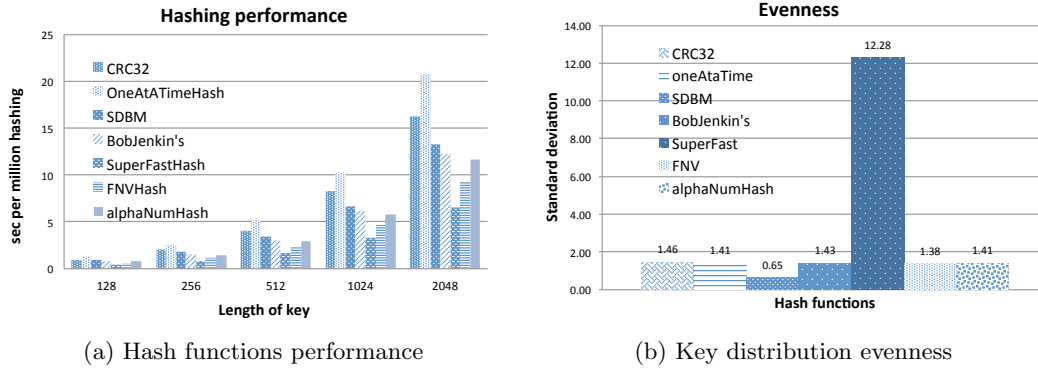 Hashing performance
25
20
15
10
5
0
sec per million hashing
CRC32
OneAtATimeHash
SDBM
BobJenkin's
SuperFastHash
FNVHash
alphaNumHash
128 256 512 1024 2048
Length of key
(a) Hash functions performance
Evenness
14.00
12.00
10.00
8.00
6.00
4.00
2.00
0.00
Standard deviation
CRC32
oneAtaTime
SDBM
BobJenkin's
SuperFast
FNV
alphaNumHash
1.46 1.41 0.65 1.43 12.28 1.38 1.41
Hash functions
(b) Key distribution evenness